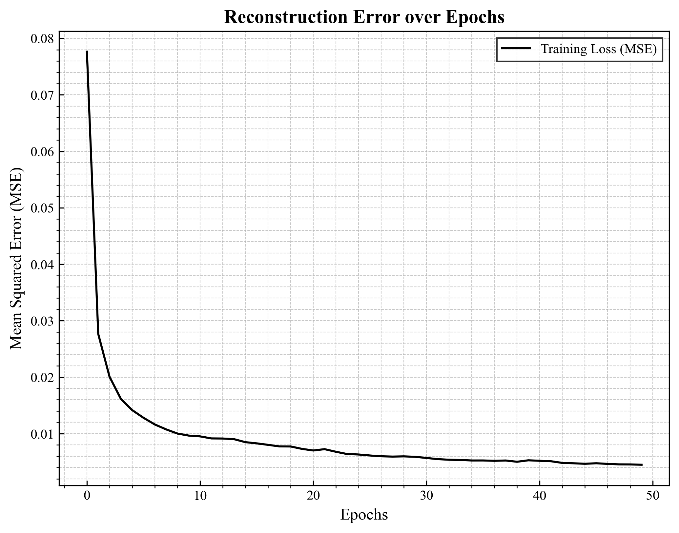 Reconstruction Error over Epochs
Training Loss (MSE)
Mean Squared Error (MSE)
0.08
0.07
0.06
0.05
0.04
0.03
0.02
0.01
0 10 20 30 40 50
Epochs